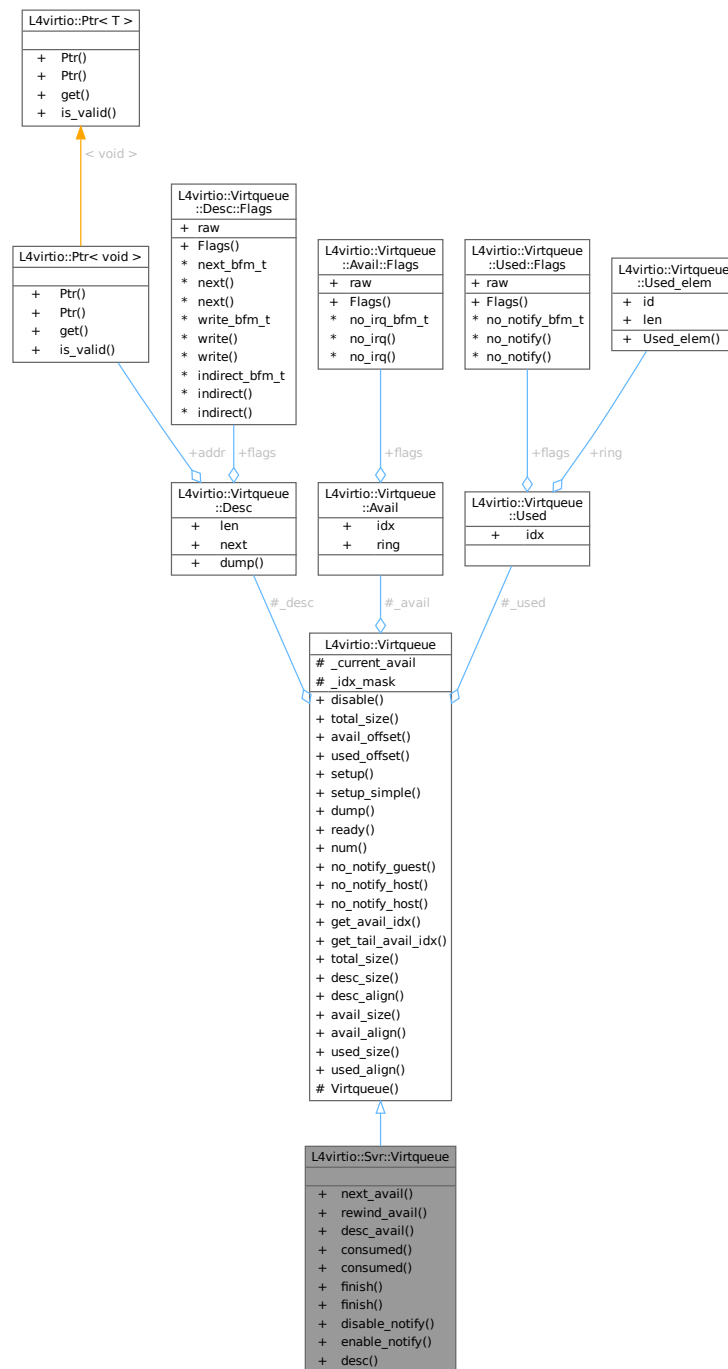 L4virtio::Ptr< T >
+ Ptr()
+ Ptr()
+ get()
+ is_valid()
< void >
L4virtio::Ptr< void >
+ Ptr()
+ Ptr()
+ get()
+ is_valid()
L4virtio::Virtqueue
::Desc::Flags
+ raw
+ Flags()
* next_bfm_t
* next()
* next()
* write_bfm_t
* write()
* write()
* indirect_bfm_t
* indirect()
* indirect()
L4virtio::Virtqueue
::Avail::Flags
+ raw
+ Flags()
* no_irq_bfm_t
* no_irq()
* no_irq()
L4virtio::Virtqueue
::Used::Flags
+ raw
+ Flags()
* no_notify_bfm_t
* no_notify()
* no_notify()
L4virtio::Virtqueue
::Used_elem
+ id
+ len
+ Used_elem()
+addr
+flags
+flags
+flags
+ring
L4virtio::Virtqueue
::Desc
+ len
+ next
+ dump()
L4virtio::Virtqueue
::Avail
+ idx
+ ring
L4virtio::Virtqueue
::Used
+ idx
#_desc
#_avail
#_used
L4virtio::Virtqueue
# _current_avail
# _idx_mask
+ disable()
+ total_size()
+ avail_offset()
+ used_offset()
+ setup()
+ setup_simple()
+ dump()
+ ready()
+ num()
+ no_notify_guest()
+ no_notify_host()
+ no_notify_host()
+ get_avail_idx()
+ get_tail_avail_idx()
+ total_size()
+ desc_size()
+ desc_align()
+ avail_size()
+ avail_align()
+ used_size()
+ used_align()
# Virtqueue()
L4virtio::Svr::Virtqueue
+ next_avail()
+ rewind_avail()
+ desc_avail()
+ consumed()
+ consumed()
+ finish()
+ finish()
+ disable_notify()
+ enable_notify()
+ desc()